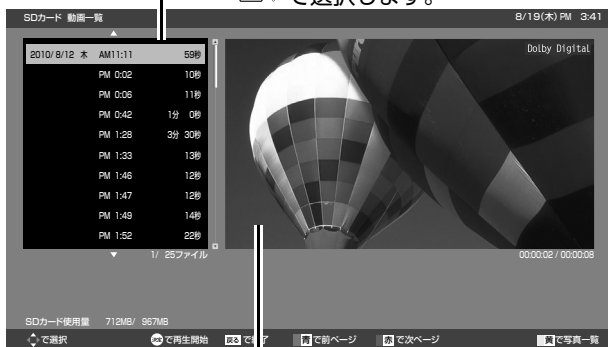 で選択します。
SDカード 動画一覧 8/19(木) PM 3:41
2010/ 8/12 木 AM11:11 59秒
PM 0:02 10秒
PM 0:06 11秒
PM 0:42 1分 0秒
PM 1:28 3分 30秒
PM 1:33 13秒
PM 1:46 12秒
PM 1:47 12秒
PM 1:49 14秒
PM 1:52 22秒
1/ 25ファイル
Dolby Digital
00:00:02 / 00:00:08
SDカード使用量 712MB/ 967MB
で選択 決定 で再生開始 戻る で終了 青 で前ページ 赤 で次ページ 黄 で写真一覧